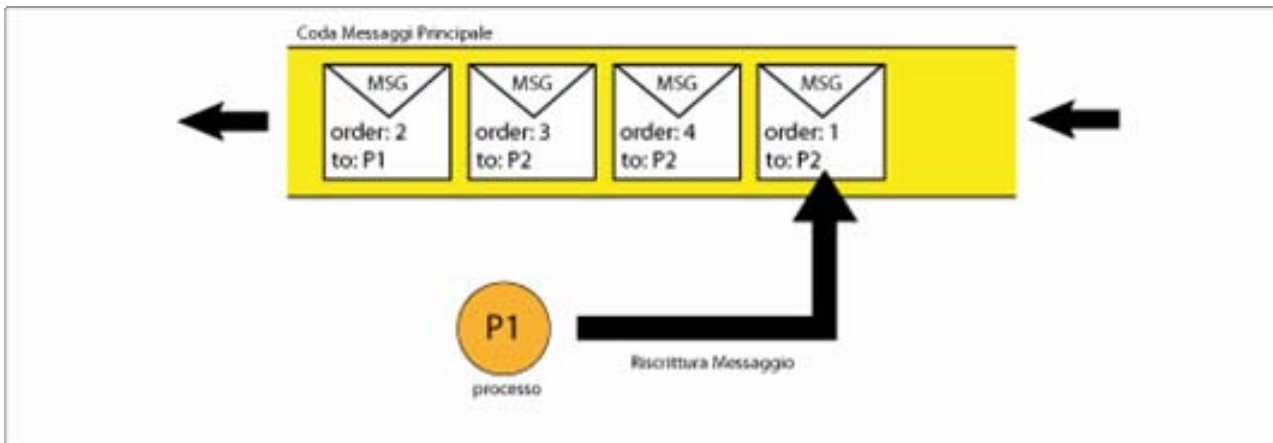 Coda Messaggi Principale
MSG
order: 2
to: P1
MSG
order: 3
to: P2
MSG
order: 4
to: P2
MSG
order: 1
to: P2
P1
processo
Riscrittura Messaggio